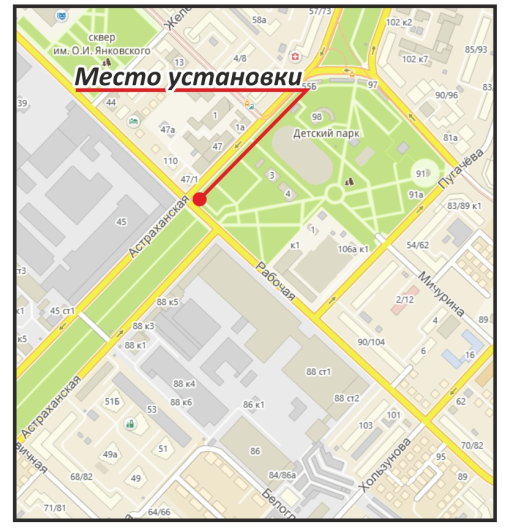 58а
57/73
102 к2
сквер
им. О.И. Янковского
13
4/8
102 к7
85/93
Место установки
55Б
97
39
44
1
90/96
98
1а
Детский парк
47а
47
81а
110
3
91
Пугачёва
47/1
4
91а
Астраханская
45
83/89 к1
к1
106а к1
54/62
Рабочая
Мичурина
88 к5
2/12
45 ст1
88 к3
4
89
к5
88 к1
90/104
6
16
88 ст1
88 к4
Астраханская
51Б
53
88 к6
86 к1
88 ст2
62
101
103
70/82
51
86
49а
Хользунова
95
68/82
49
84/86а
89
71/81
64/66
Белог